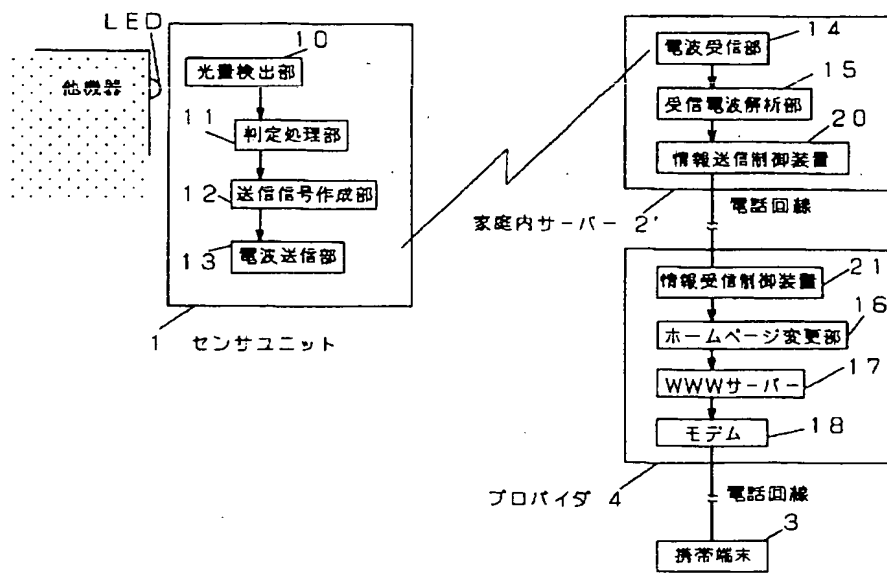 LED
他機器
10
光量検出部
11
判定処理部
12
送信信号作成部
13
電波送信部
1 センサユニット
14
電波受信部
15
受信電波解析部
20
情報送信制御装置
家庭内サーバー 2'
電話回線
21
情報受信制御装置
16
ホームページ変更部
17
WWWサーバー
18
モデム
プロバイダ 4
電話回線
3
携帯端末